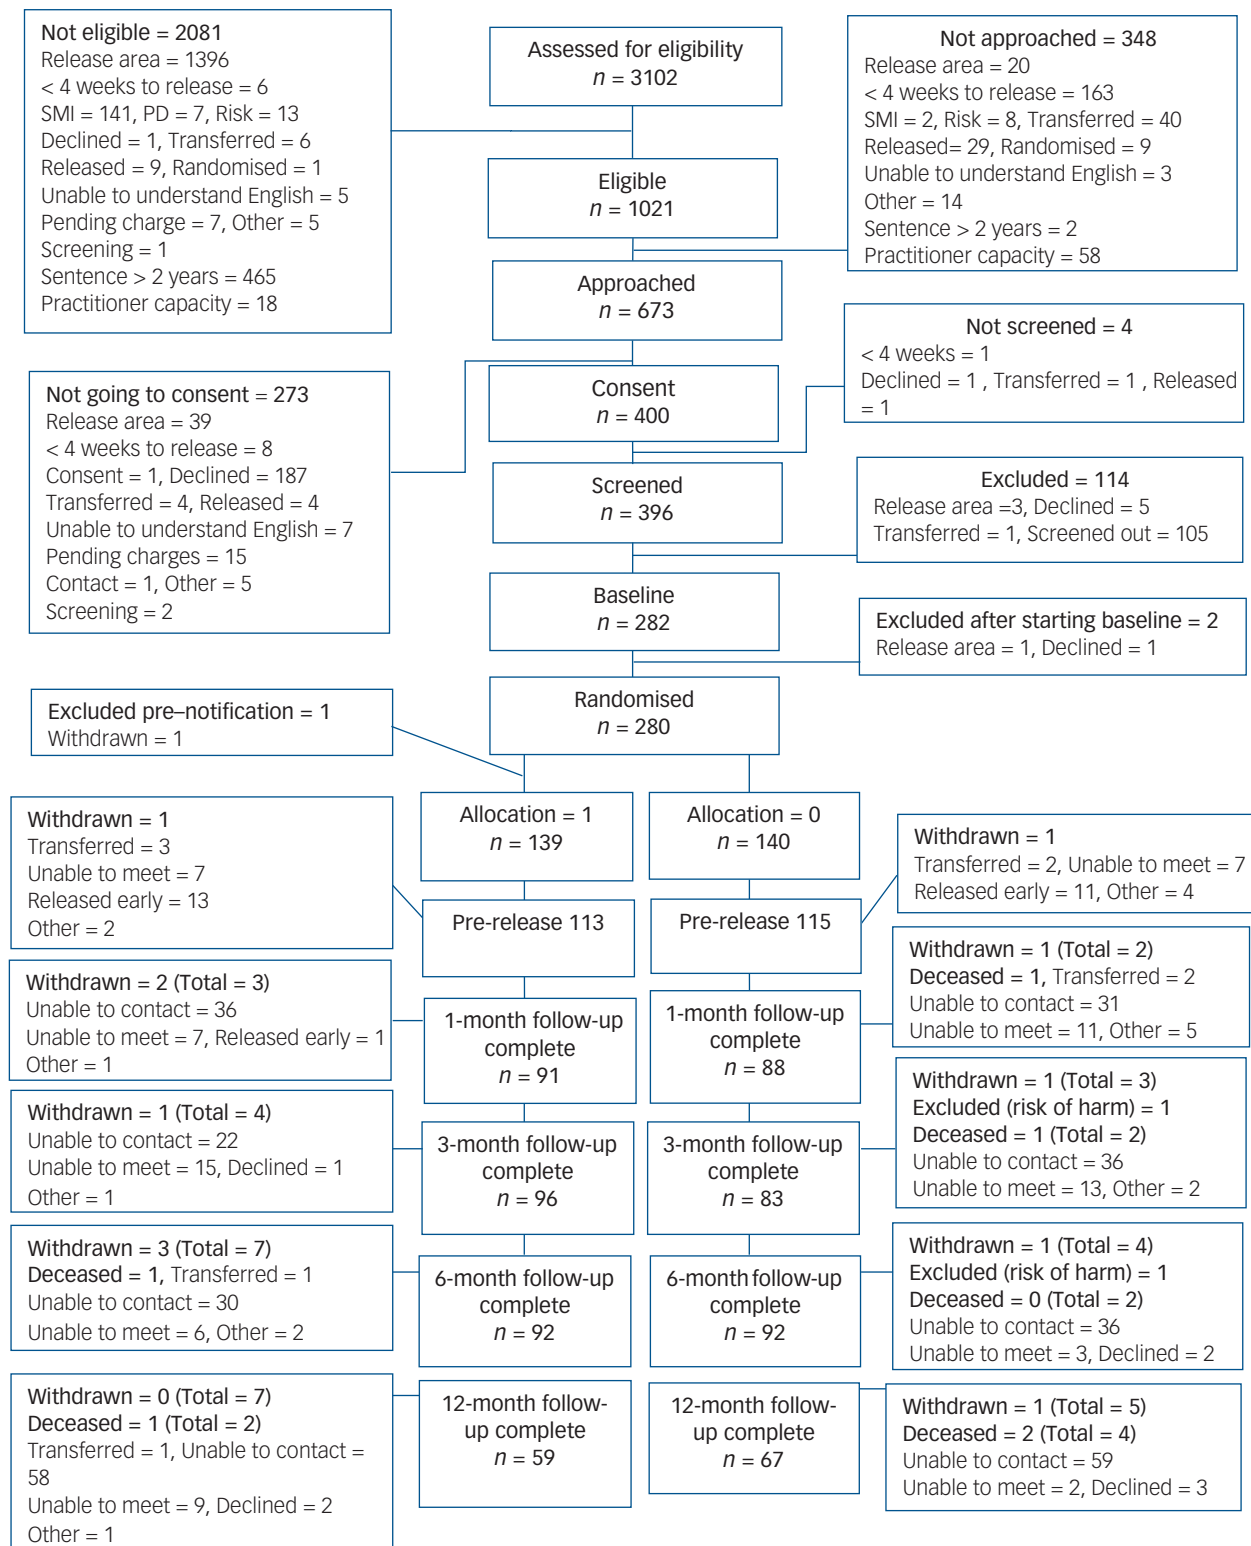 Not eligible = 2081
Release area = 1396
< 4 weeks to release = 6
SMI = 141, PD = 7, Risk = 13
Declined = 1, Transferred = 6
Released = 9, Randomised = 1
Unable to understand English = 5
Pending charge = 7, Other = 5
Screening = 1
Sentence > 2 years = 465
Practitioner capacity = 18
Assessed for eligibility
n = 3102
Not approached = 348
Release area = 20
< 4 weeks to release = 163
SMI = 2, Risk = 8, Transferred = 40
Released= 29, Randomised = 9
Unable to understand English = 3
Other = 14
Sentence > 2 years = 2
Practitioner capacity = 58
Eligible
n = 1021
Approached
n = 673
Not screened = 4
< 4 weeks = 1
Declined = 1 , Transferred = 1 , Released
= 1
Not going to consent = 273
Release area = 39
< 4 weeks to release = 8
Consent = 1, Declined = 187
Transferred = 4, Released = 4
Unable to understand English = 7
Pending charges = 15
Contact = 1, Other = 5
Screening = 2
Consent
n = 400
Screened
n = 396
Excluded = 114
Release area =3, Declined = 5
Transferred = 1, Screened out = 105
Baseline
n = 282
Excluded after starting baseline = 2
Release area = 1, Declined = 1
Randomised
n = 280
Excluded pre–notification = 1
Withdrawn = 1
Allocation = 1
n = 139
Allocation = 0
n = 140
Withdrawn = 1
Transferred = 3
Unable to meet = 7
Released early = 13
Other = 2
Pre-release 113
Pre-release 115
Withdrawn = 1
Transferred = 2, Unable to meet = 7
Released early = 11, Other = 4
Withdrawn = 2 (Total = 3)
Unable to contact = 36
Unable to meet = 7, Released early = 1
Other = 1
1-month follow-up
complete
n = 91
1-month follow-up
complete
n = 88
Withdrawn = 1 (Total = 2)
Deceased = 1, Transferred = 2
Unable to contact = 31
Unable to meet = 11, Other = 5
Withdrawn = 1 (Total = 4)
Unable to contact = 22
Unable to meet = 15, Declined = 1
Other = 1
3-month follow-up
complete
n = 96
3-month follow-up
complete
n = 83
Withdrawn = 1 (Total = 3)
Excluded (risk of harm) = 1
Deceased = 1 (Total = 2)
Unable to contact = 36
Unable to meet = 13, Other = 2
Withdrawn = 3 (Total = 7)
Deceased = 1, Transferred = 1
Unable to contact = 30
Unable to meet = 6, Other = 2
6-month follow-up
complete
n = 92
6-month follow-up
complete
n = 92
Withdrawn = 1 (Total = 4)
Excluded (risk of harm) = 1
Deceased = 0 (Total = 2)
Unable to contact = 36
Unable to meet = 3, Declined = 2
Withdrawn = 0 (Total = 7)
Deceased = 1 (Total = 2)
Transferred = 1, Unable to contact =
58
Unable to meet = 9, Declined = 2
Other = 1
12-month follow-
up complete
n = 59
12-month follow-
up complete
n = 67
Withdrawn = 1 (Total = 5)
Deceased = 2 (Total = 4)
Unable to contact = 59
Unable to meet = 2, Declined = 3